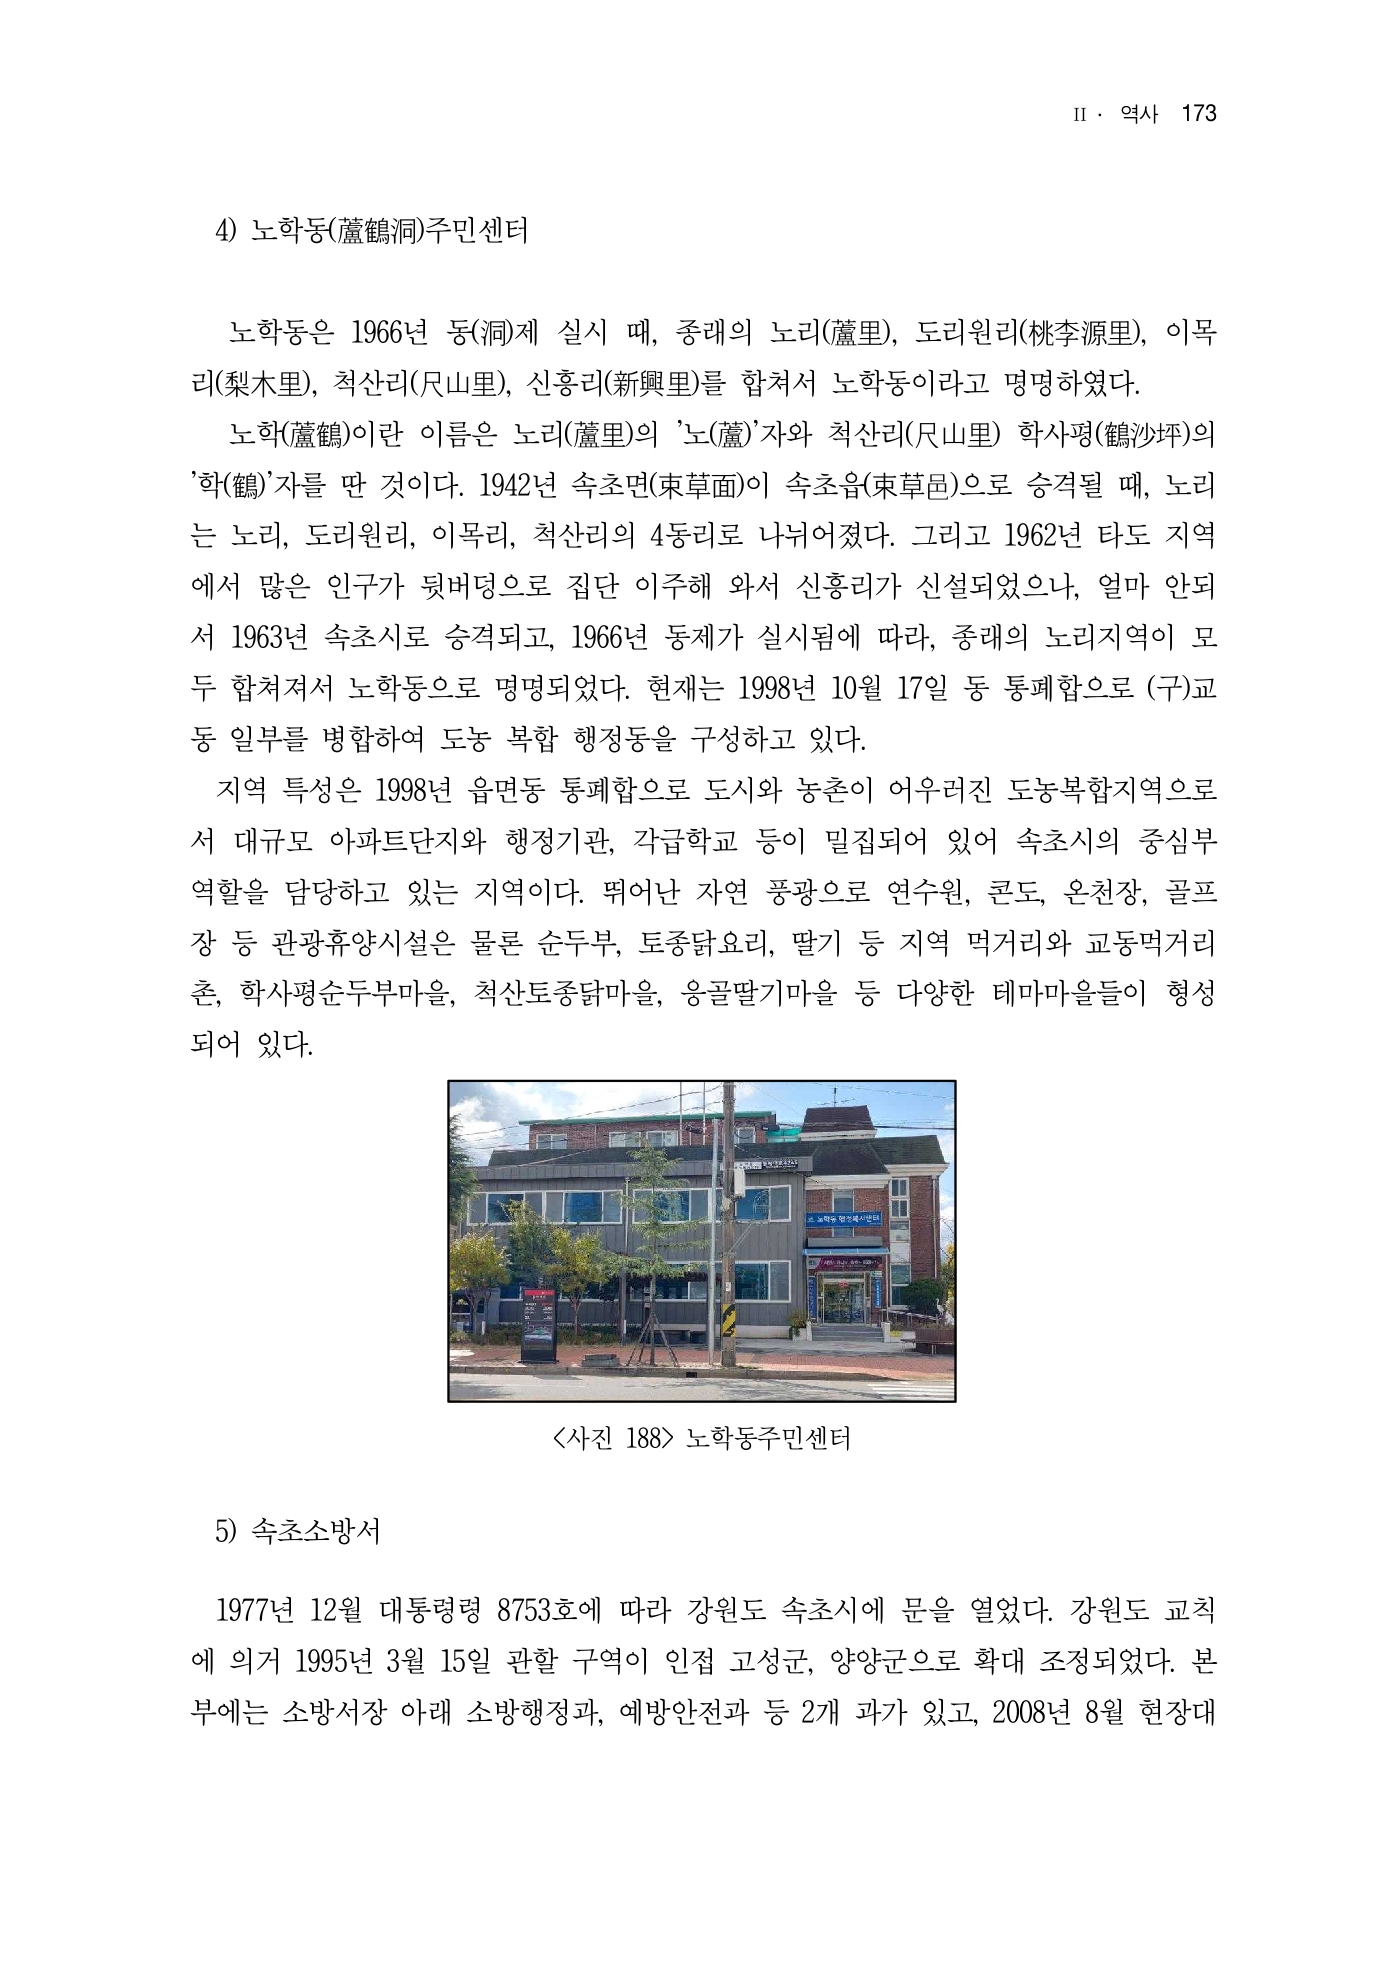 II · 역사 173
4) 노학동(蘆鶴洞)주민센터
노학동은 1966년 동(洞)제 실시 때, 종래의 노리(蘆里), 도리원리(桃李源里), 이목
리(梨木里), 척산리(尺山里), 신흥리(新興里)를 합쳐서 노학동이라고 명명하였다.
노학(蘆鶴)이란 이름은 노리(蘆里)의 ’노(蘆)’자와 척산리(尺山里) 학사평(鶴沙坪)의
’학(鶴)’자를 딴 것이다. 1942년 속초면(束草面)이 속초읍(束草邑)으로 승격될 때, 노리
는 노리, 도리원리, 이목리, 척산리의 4동리로 나뉘어졌다. 그리고 1962년 타도 지역
에서 많은 인구가 뒷버덩으로 집단 이주해 와서 신흥리가 신설되었으나, 얼마 안되
서 1963년 속초시로 승격되고, 1966년 동제가 실시됨에 따라, 종래의 노리지역이 모
두 합쳐져서 노학동으로 명명되었다. 현재는 1998년 10월 17일 동 통폐합으로 (구)교
동 일부를 병합하여 도농 복합 행정동을 구성하고 있다.
지역 특성은 1998년 읍면동 통폐합으로 도시와 농촌이 어우러진 도농복합지역으로
서 대규모 아파트단지와 행정기관, 각급학교 등이 밀집되어 있어 속초시의 중심부
역할을 담당하고 있는 지역이다. 뛰어난 자연 풍광으로 연수원, 콘도, 온천장, 골프
장 등 관광휴양시설은 물론 순두부, 토종닭요리, 딸기 등 지역 먹거리와 교동먹거리
촌, 학사평순두부마을, 척산토종닭마을, 응골딸기마을 등 다양한 테마마을들이 형성
되어 있다.
노학동 행정복지센터
<사진 188> 노학동주민센터
5) 속초소방서
1977년 12월 대통령령 8753호에 따라 강원도 속초시에 문을 열었다. 강원도 교칙
에 의거 1995년 3월 15일 관할 구역이 인접 고성군, 양양군으로 확대 조정되었다. 본
부에는 소방서장 아래 소방행정과, 예방안전과 등 2개 과가 있고, 2008년 8월 현장대